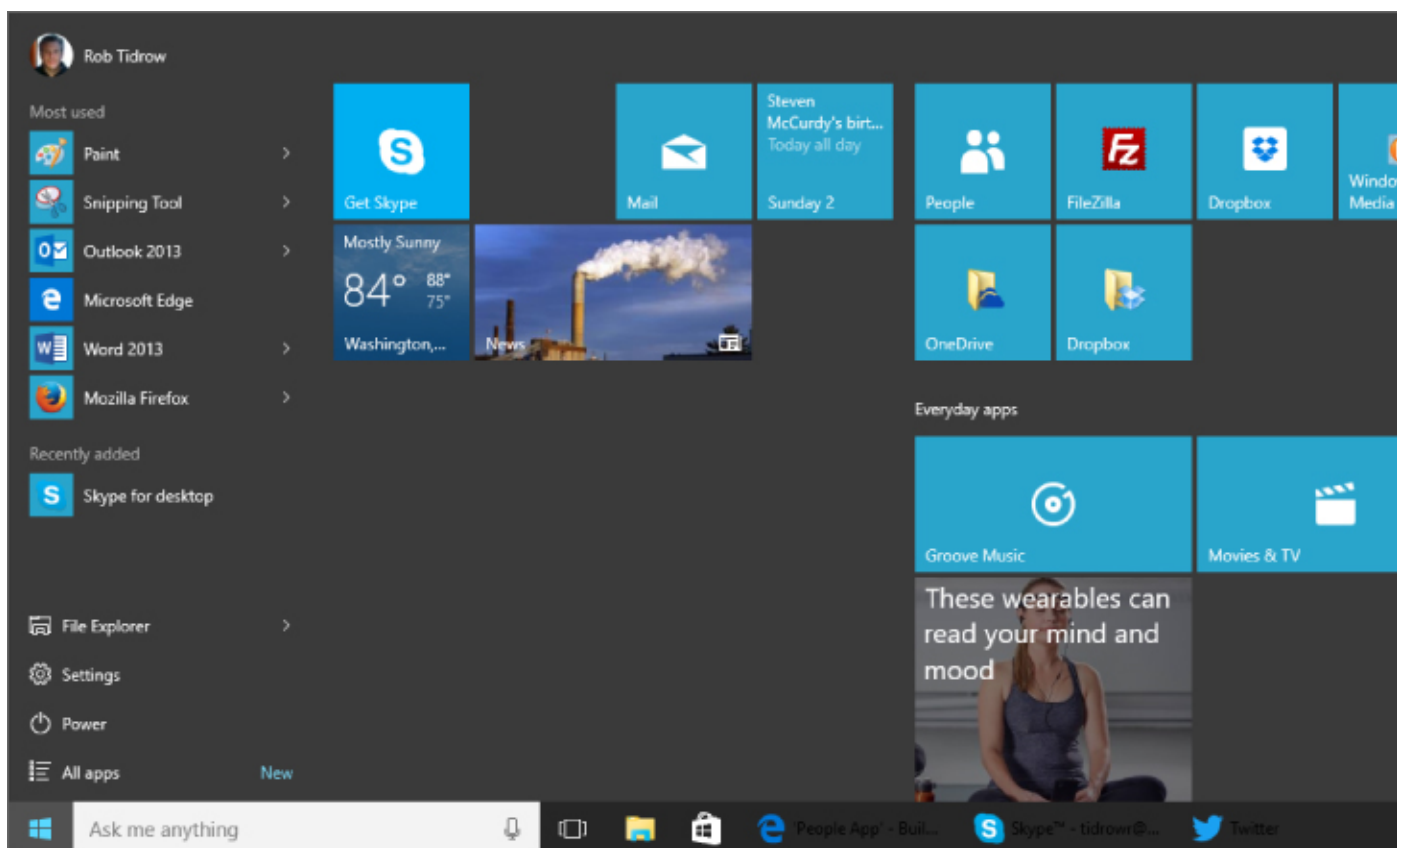 Rob Tidrow
Most used
Paint
Snipping Tool
Outlook 2013
Microsoft Edge
Word 2013
Mozilla Firefox
Recently added
Skype for desktop
File Explorer
Settings
Power
All apps
New
Get Skype
Mail
Steven
McCurdy's birt...
Today all day
Sunday 2
Mostly Sunny
84°
88°
75°
Washington,...
News
People
FileZilla
Dropbox
Windo
Media
OneDrive
Dropbox
Everyday apps
Groove Music
Movies & TV
These wearables can
read your mind and
mood
Ask me anything
'People App' - Buil...
Skype™ - tidrowr@...
Twitter